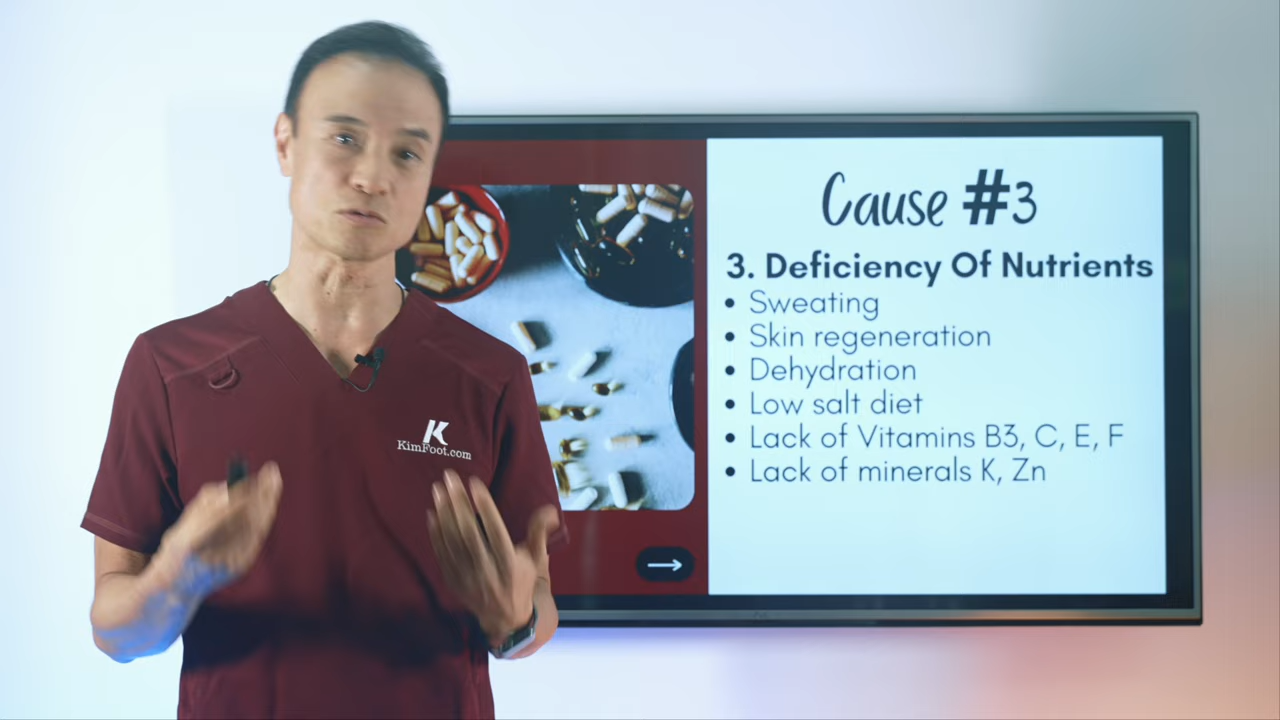 K
KimFoot.com
Cause #3
3. Deficiency Of Nutrients
• Sweating
• Skin regeneration
• Dehydration
• Low salt diet
• Lack of Vitamins B3, C, E, F
• Lack of minerals K, Zn